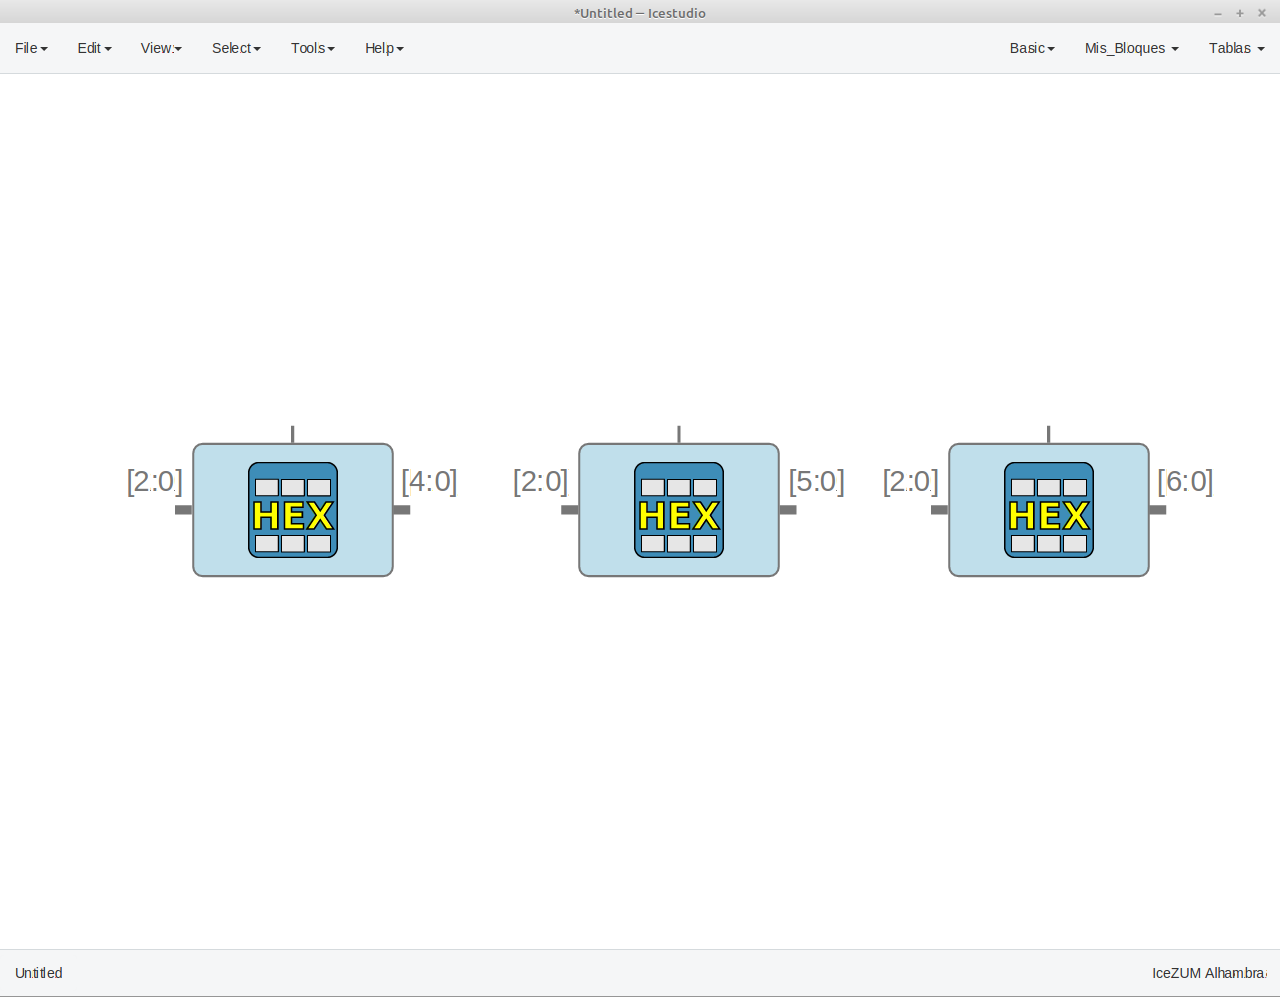 *Untitled – Icestudio
File Edit View Select Tools Help Basic Mis_Bloques Tablas
[2:0] [4:0] [2:0] [5:0] [2:0] [6:0]
HEX HEX HEX
Untitled IceZUM Alhambra